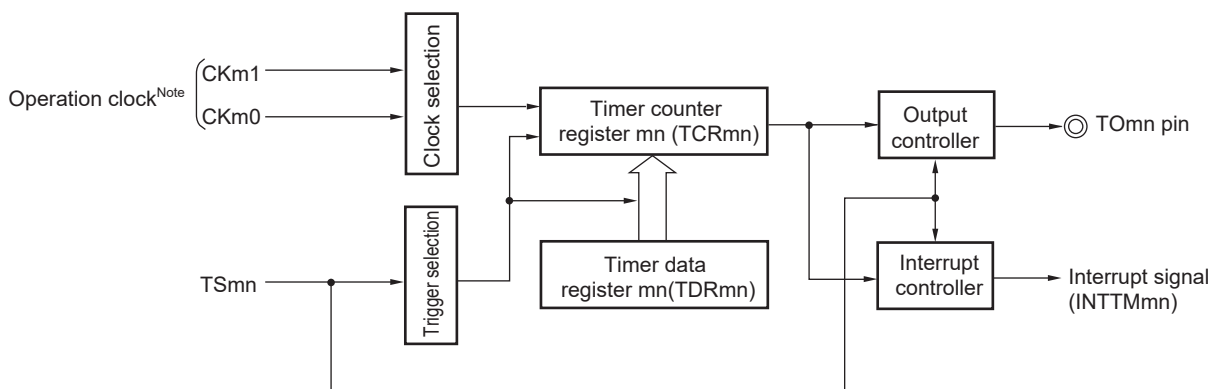 Operation clockNote
CKm1
CKm0
Clock selection
Timer counter
register mn (TCRmn)
Output
controller
TOmn pin
TSmn
Trigger selection
Timer data
register mn(TDRmn)
Interrupt
controller
Interrupt signal
(INTTMmn)